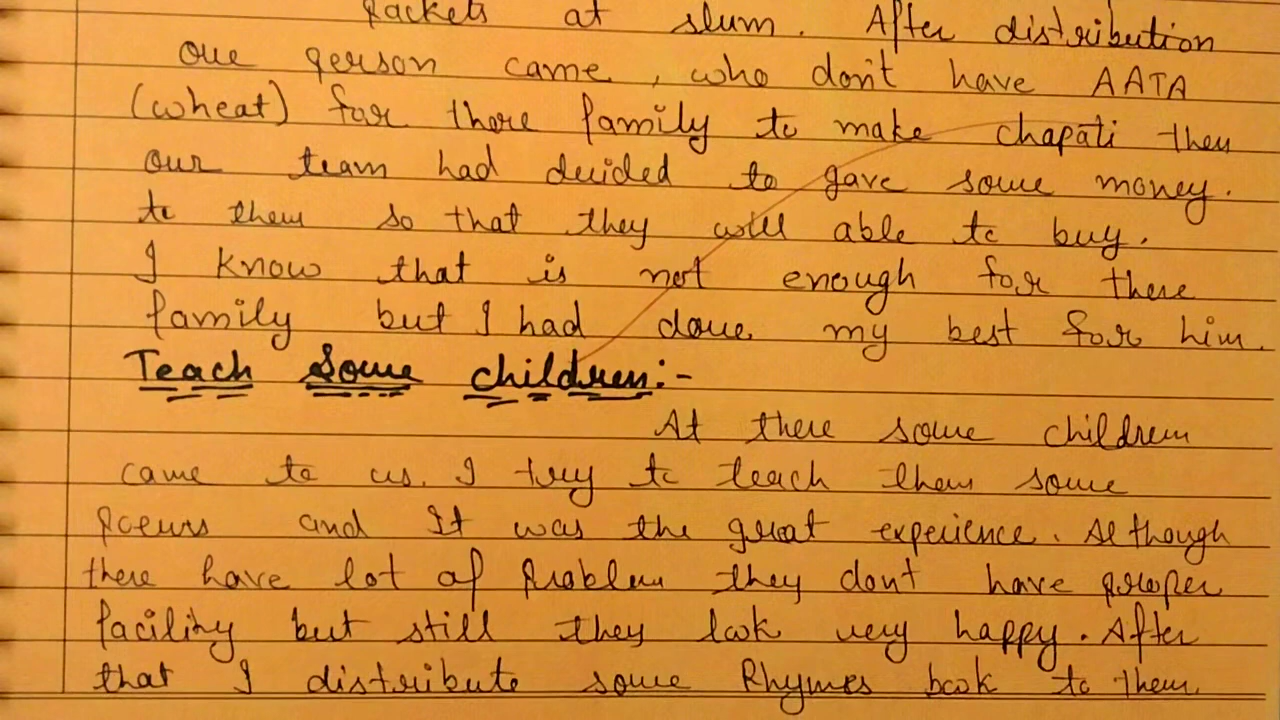 Packets at slum. After distribution
one person came, who don't have AATA
(wheat) for there family to make chapati then
our team had decided to gave some money.
to them so that they will able to buy.
I know that is not enough for there
family but I had done my best for him.
Teach Some children:-
At there some children
came to us. I try to teach them some
poems and It was the great experience. Although
there have lot of problem they dont have proper
facility but still they look very happy. After
that I distribute some Rhymes book to them.